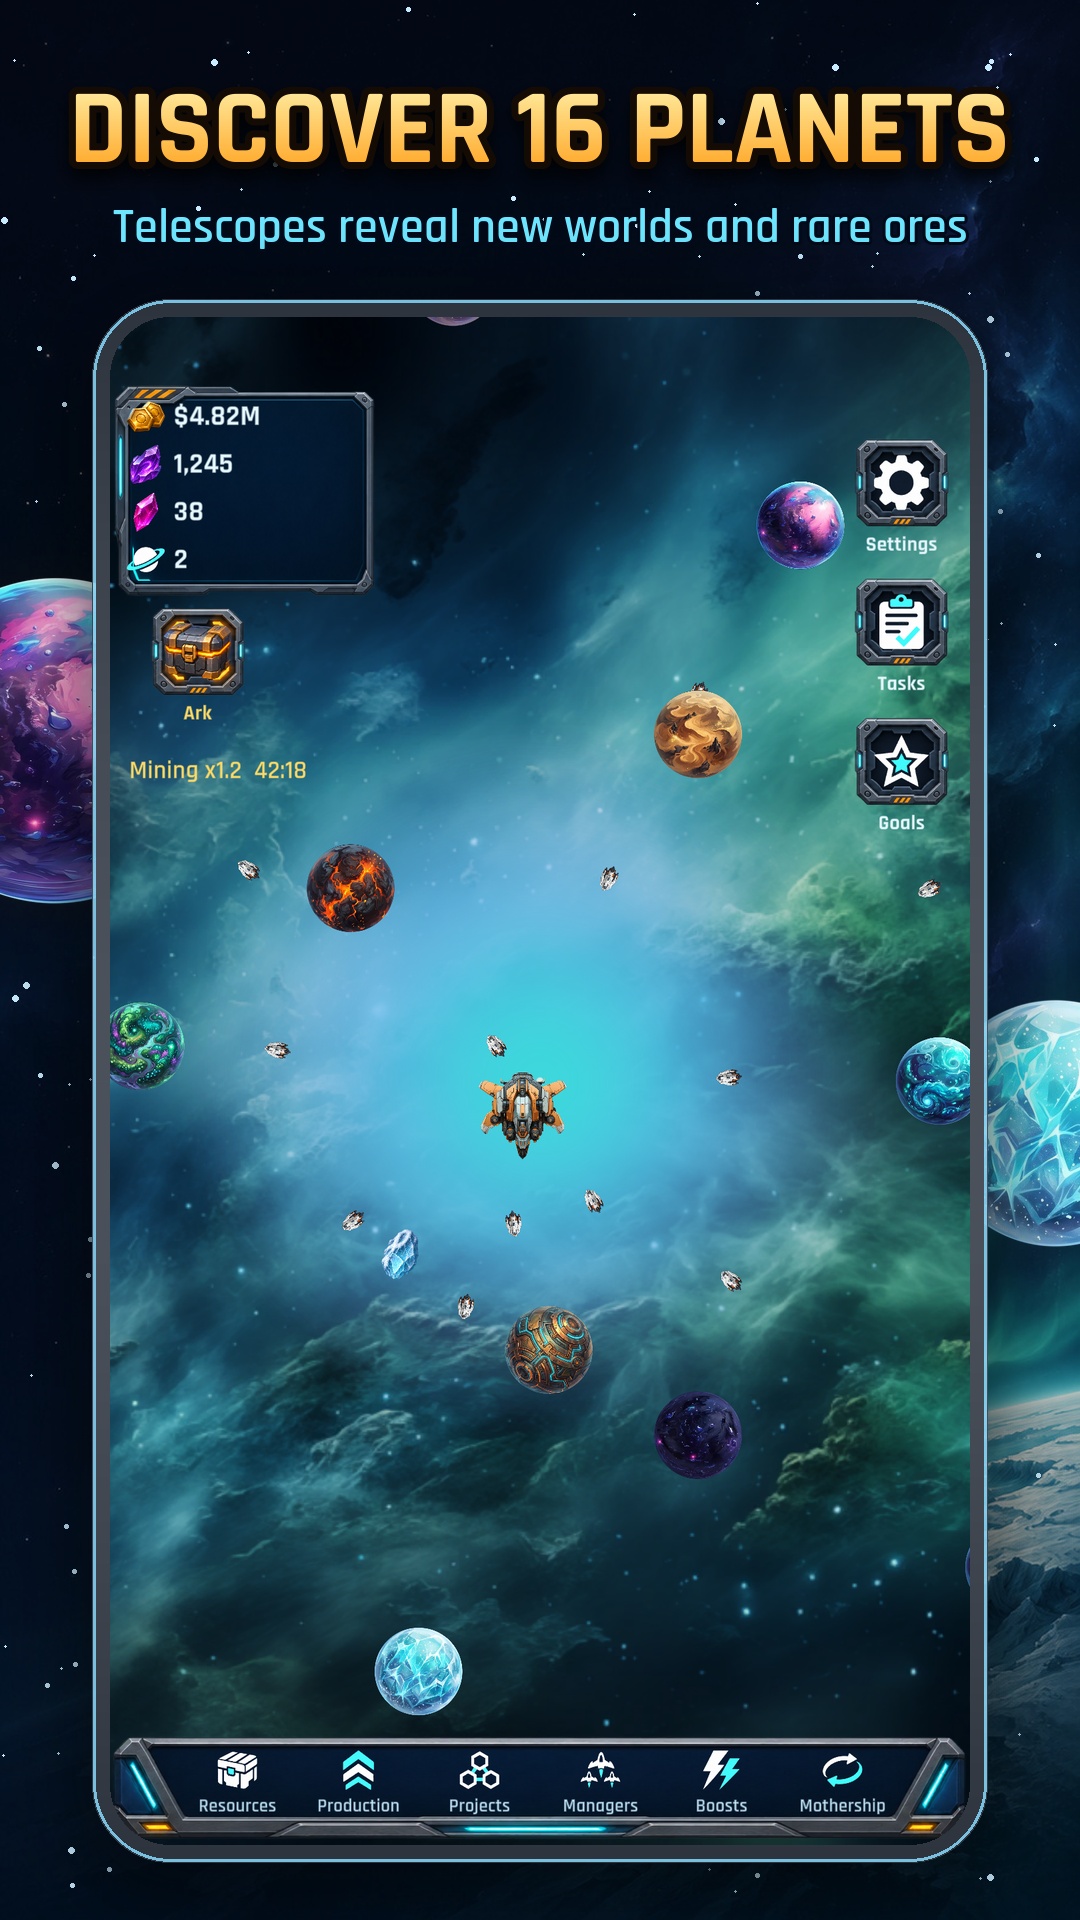 DISCOVER 16 PLANETS
Telescopes reveal new worlds and rare ores
$4.82M
1,245
38
2
Settings
Tasks
Ark
Mining x1.2 42:18
Goals
Resources
Production
Projects
Managers
Boosts
Mothership